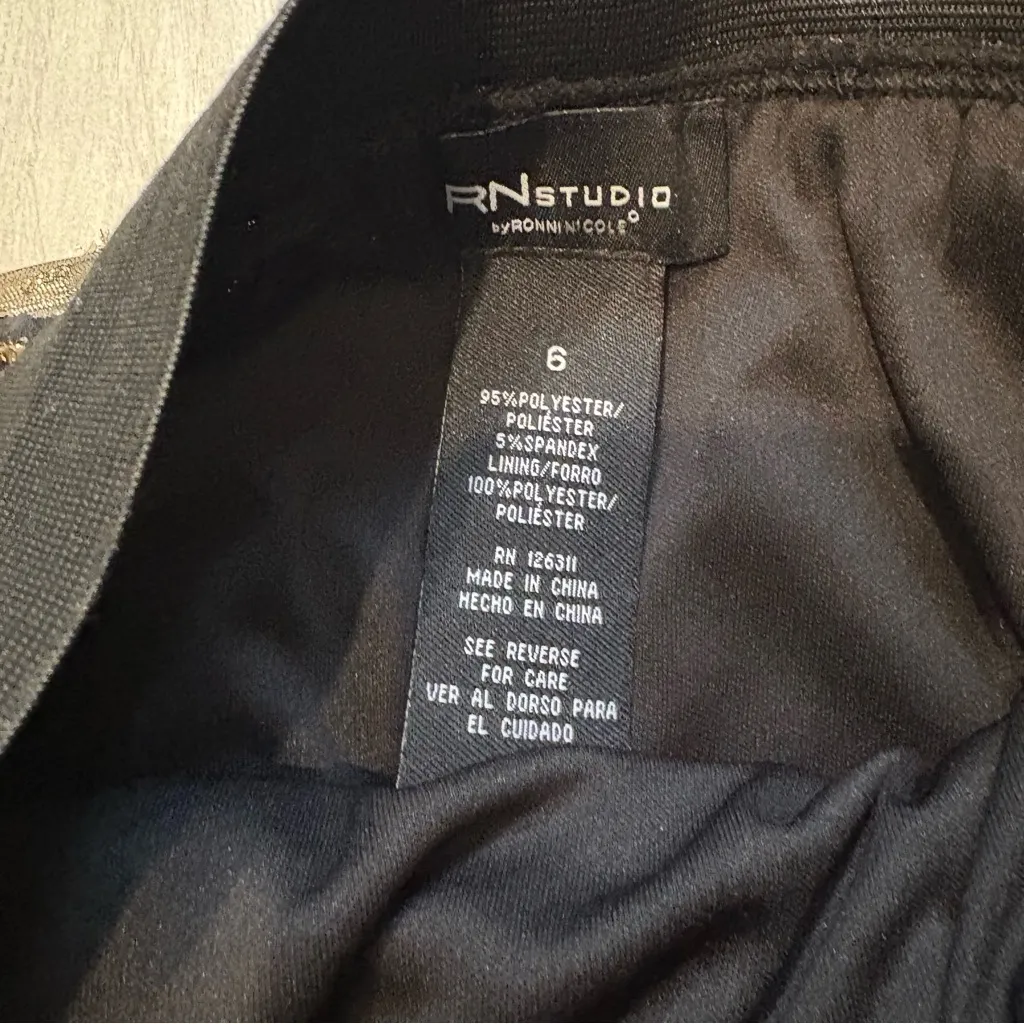 RNSTUDIO
byRONNI NICOLE
6
95%POLYESTER/
POLIÉSTER
5%SPANDEX
LINING/FORRO
100%POLYESTER/
POLIÉSTER
RN 126311
MADE IN CHINA
HECHO EN CHINA
SEE REVERSE
FOR CARE
VER AL DORSO PARA
EL CUIDADO